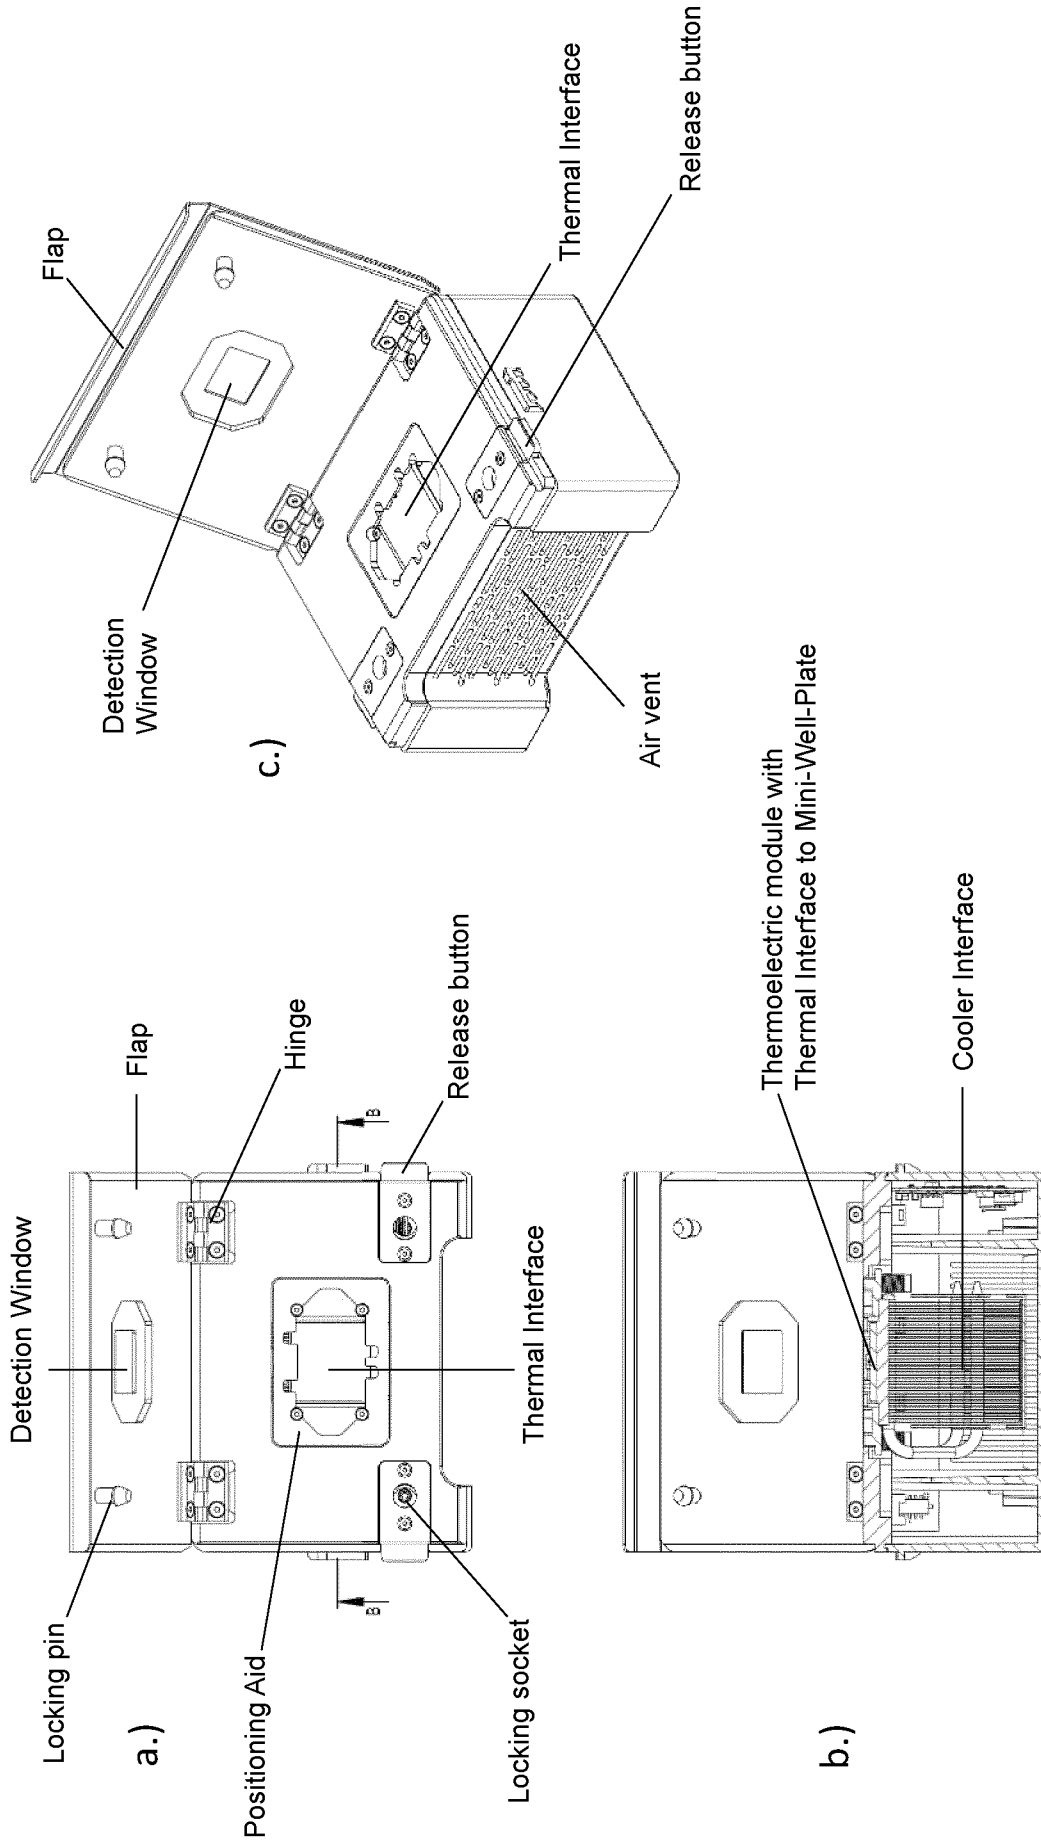 a.)
Locking pin
Detection Window
Flap
Hinge
Positioning Aid
B
B
Release button
Locking socket
Thermal Interface
b.)
Thermoelectric module with
Thermal Interface to Mini-Well-Plate
Cooler Interface
c.)
Detection
Window
Flap
Thermal Interface
Release button
Air vent